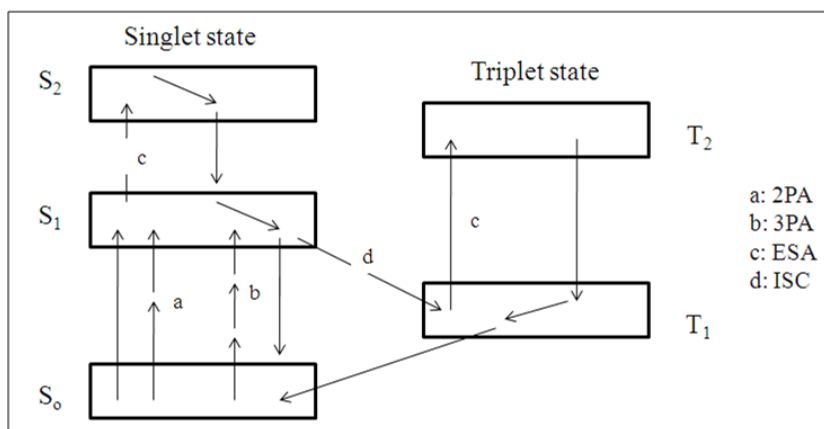 Singlet state
S2
Triplet state
T2
c
S1
a: 2PA
b: 3PA
c: ESA
d: ISC
d
c
a
b
T1
So